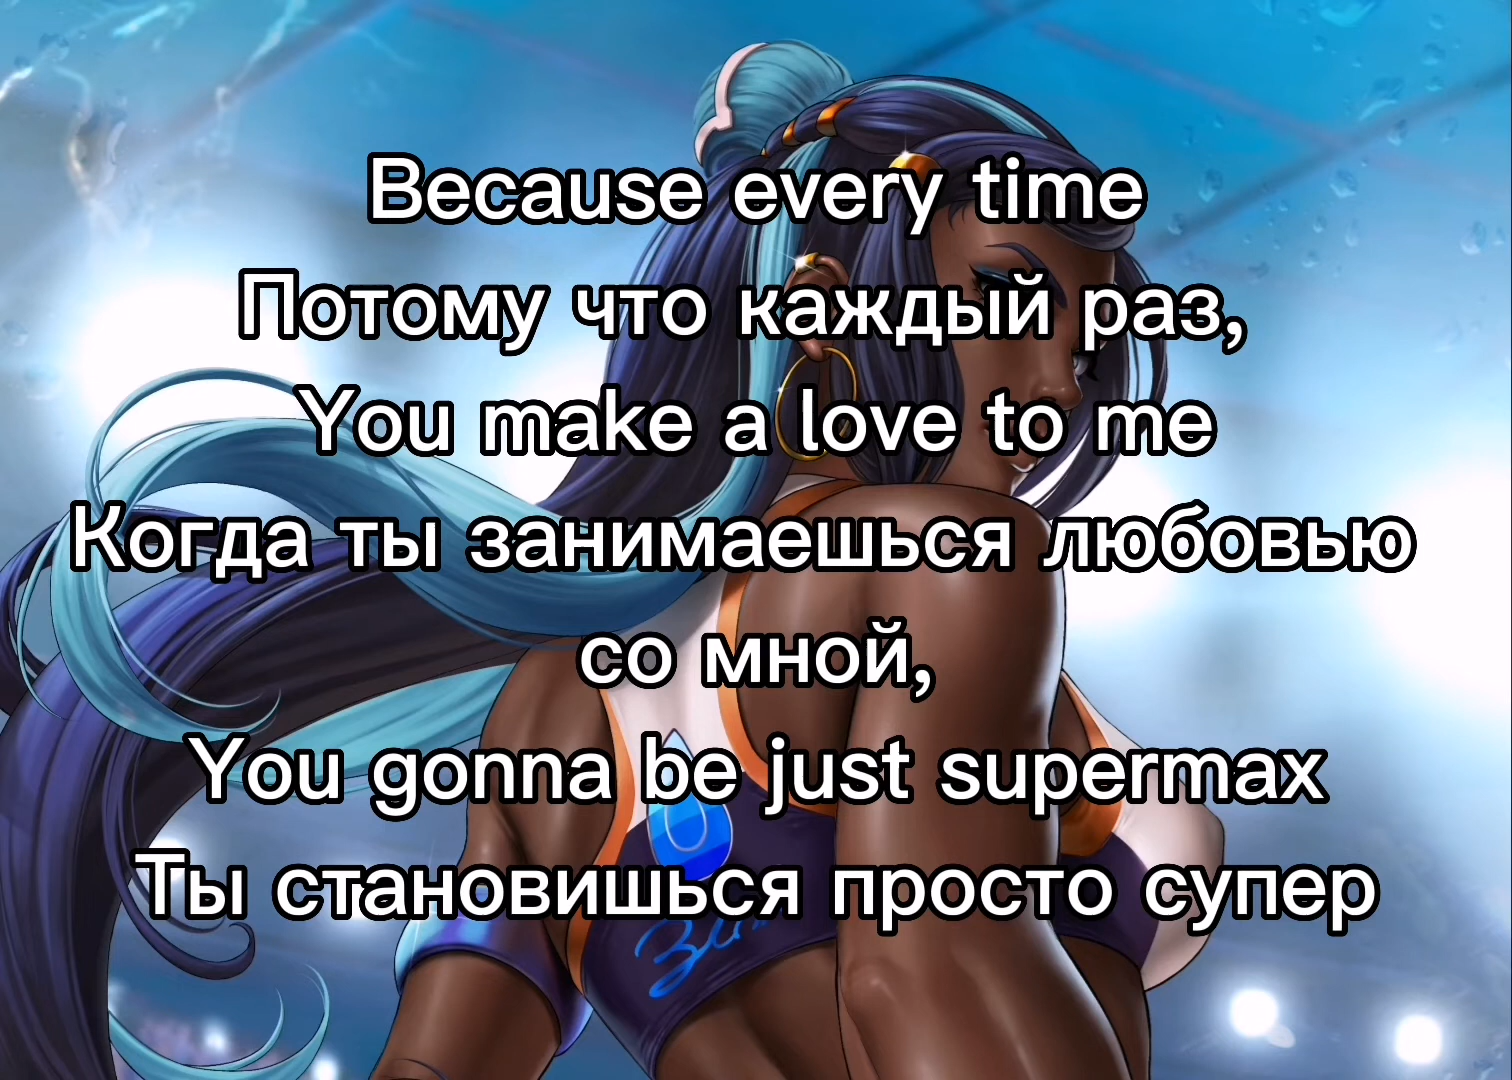 Because every time
Потому что каждый раз,
You make a love to me
Когда ты занимаешься любовью
со мной,
You gonna be just supermax
Ты становишься просто супер